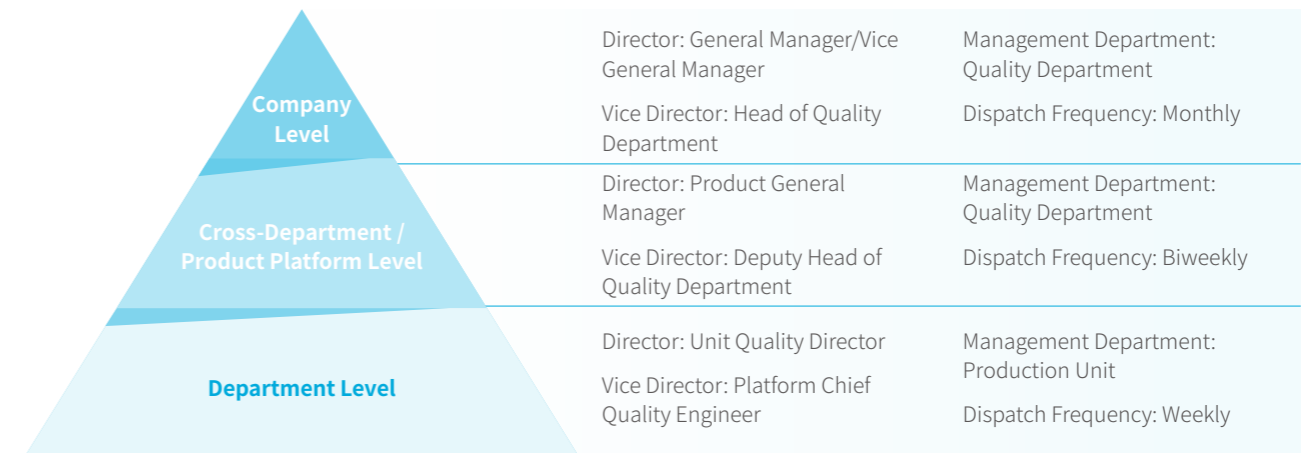 Company
Level
Director: General Manager/Vice
General Manager
Vice Director: Head of Quality
Department
Management Department:
Quality Department
Dispatch Frequency: Monthly
Cross-Department /
Product Platform Level
Director: Product General
Manager
Vice Director: Deputy Head of
Quality Department
Management Department:
Quality Department
Dispatch Frequency: Biweekly
Department Level
Director: Unit Quality Director
Vice Director: Platform Chief
Quality Engineer
Management Department:
Production Unit
Dispatch Frequency: Weekly